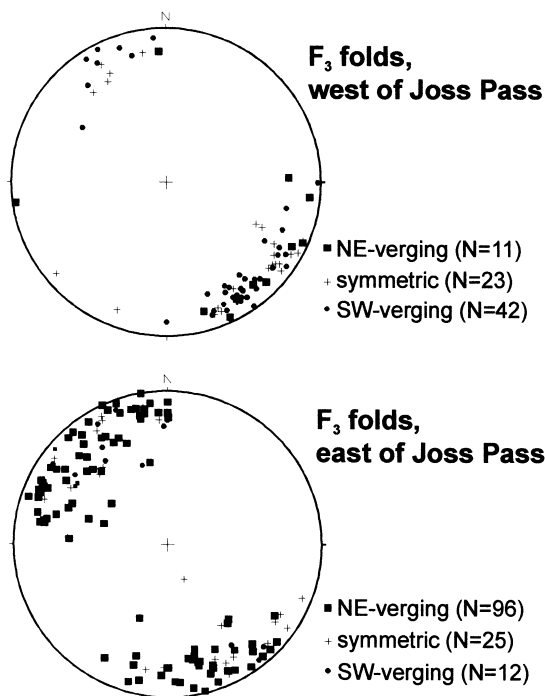 N
F₃ folds,
west of Joss Pass
NE-verging (N=11)
symmetric (N=23)
SW-verging (N=42)
N
F₃ folds,
east of Joss Pass
NE-verging (N=96)
symmetric (N=25)
SW-verging (N=12)